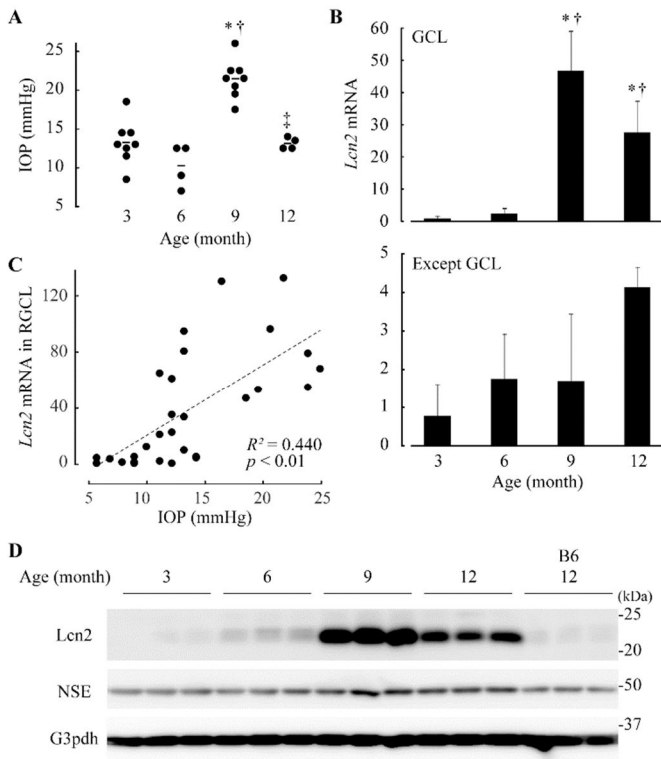 A
IOP (mmHg)
25
20
15
10
5
*†
‡
3 6 9 12
Age (month)
B
GCL
Lcn2 mRNA
60
50
40
30
20
10
0
*†
*†
Except GCL
5
4
3
2
1
0
3 6 9 12
Age (month)
C
Lcn2 mRNA in RGCL
120
80
40
0
R² = 0.440
p < 0.01
5 10 15 20 25
IOP (mmHg)
D
B6
Age (month) 3 6 9 12 12
(kDa)
Lcn2
-25
-20
NSE
-50
-37
G3pdh